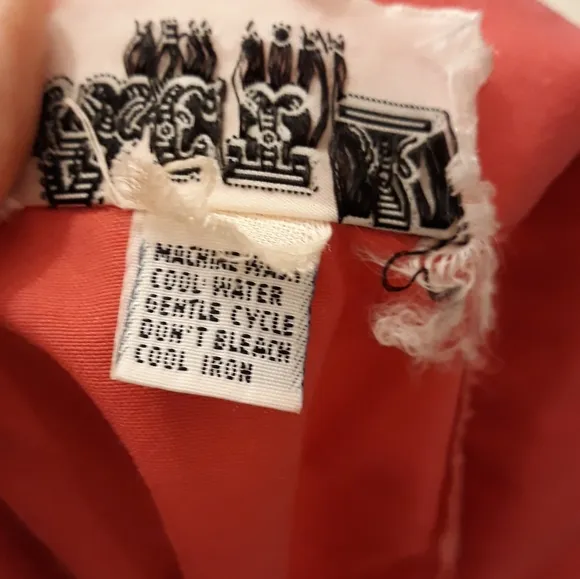 MACHINE WASH
COOL WATER
GENTLE CYCLE
DON'T BLEACH
COOL IRON